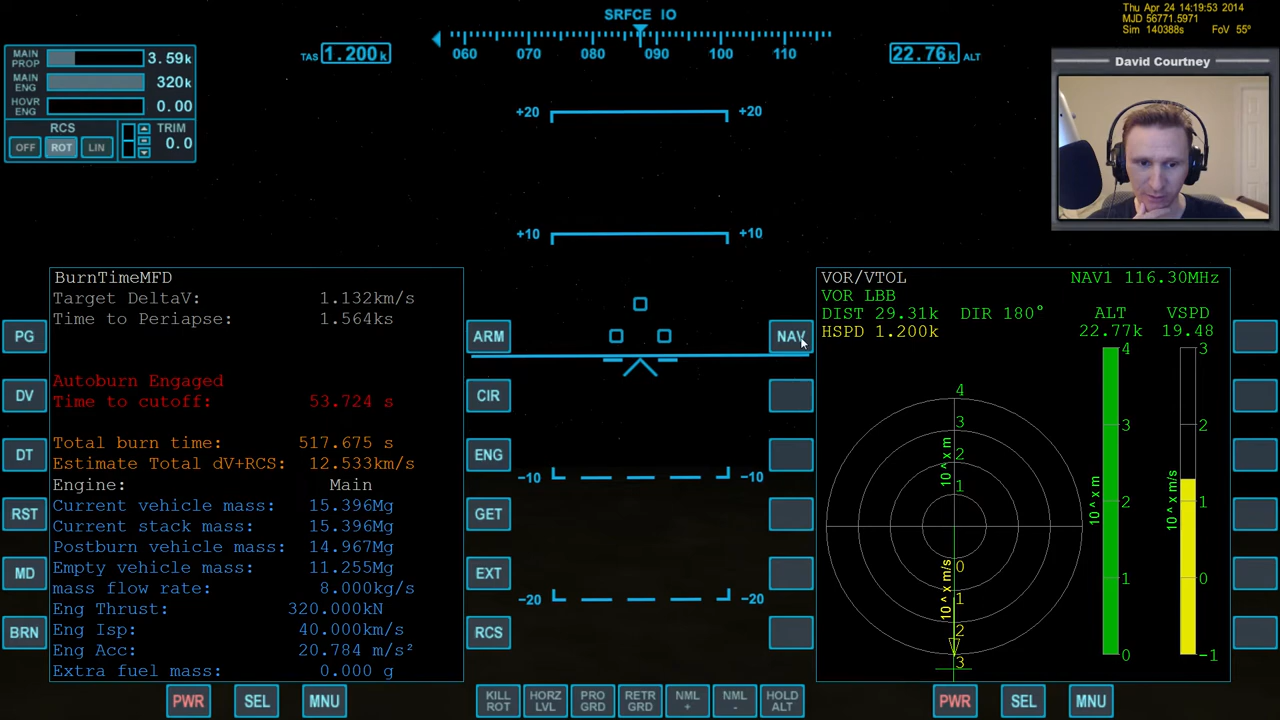 SRFCE IO
Thu Apr 24 14:19:53 2014
MJD 56771.5971
Sim 140388s FoV 55°
MAIN PROP 3.59k
MAIN ENG 320k
HOVR ENG 0.00
RCS TRIM
OFF ROT LIN 0.0
TAS 1.200k
060 070 080 090 100 110
22.76k ALT
David Courtney
+20 +20
+10 +10
-10 -10
-20 -20
BurnTimeMFD
Target DeltaV: 1.132km/s
Time to Periapse: 1.564ks
Autoburn Engaged
Time to cutoff: 53.724 s
Total burn time: 517.675 s
Estimate Total dV+RCS: 12.533km/s
Engine: Main
Current vehicle mass: 15.396Mg
Current stack mass: 15.396Mg
Postburn vehicle mass: 14.967Mg
Empty vehicle mass: 11.255Mg
mass flow rate: 8.000kg/s
Eng Thrust: 320.000kN
Eng Isp: 40.000km/s
Eng Acc: 20.784 m/s²
Extra fuel mass: 0.000 g
PG
DV
DT
RST
MD
BRN
ARM
CIR
ENG
GET
EXT
RCS
PWR SEL MNU
KILL ROT
HORZ LVL
PRO GRD
RETR GRD
NML +
NML -
HOLD ALT
NAV
VOR/VTOL NAV1 116.30MHz
VOR LBB
DIST 29.31k DIR 180° ALT VSPD
HSPD 1.200k 22.77k 19.48
4
3
2
1
10^ x m
0
1
2
3
10^ x m/s
4
3
2
1
0
10^ x m
3
2
1
0
-1
10^ x m/s
PWR SEL MNU